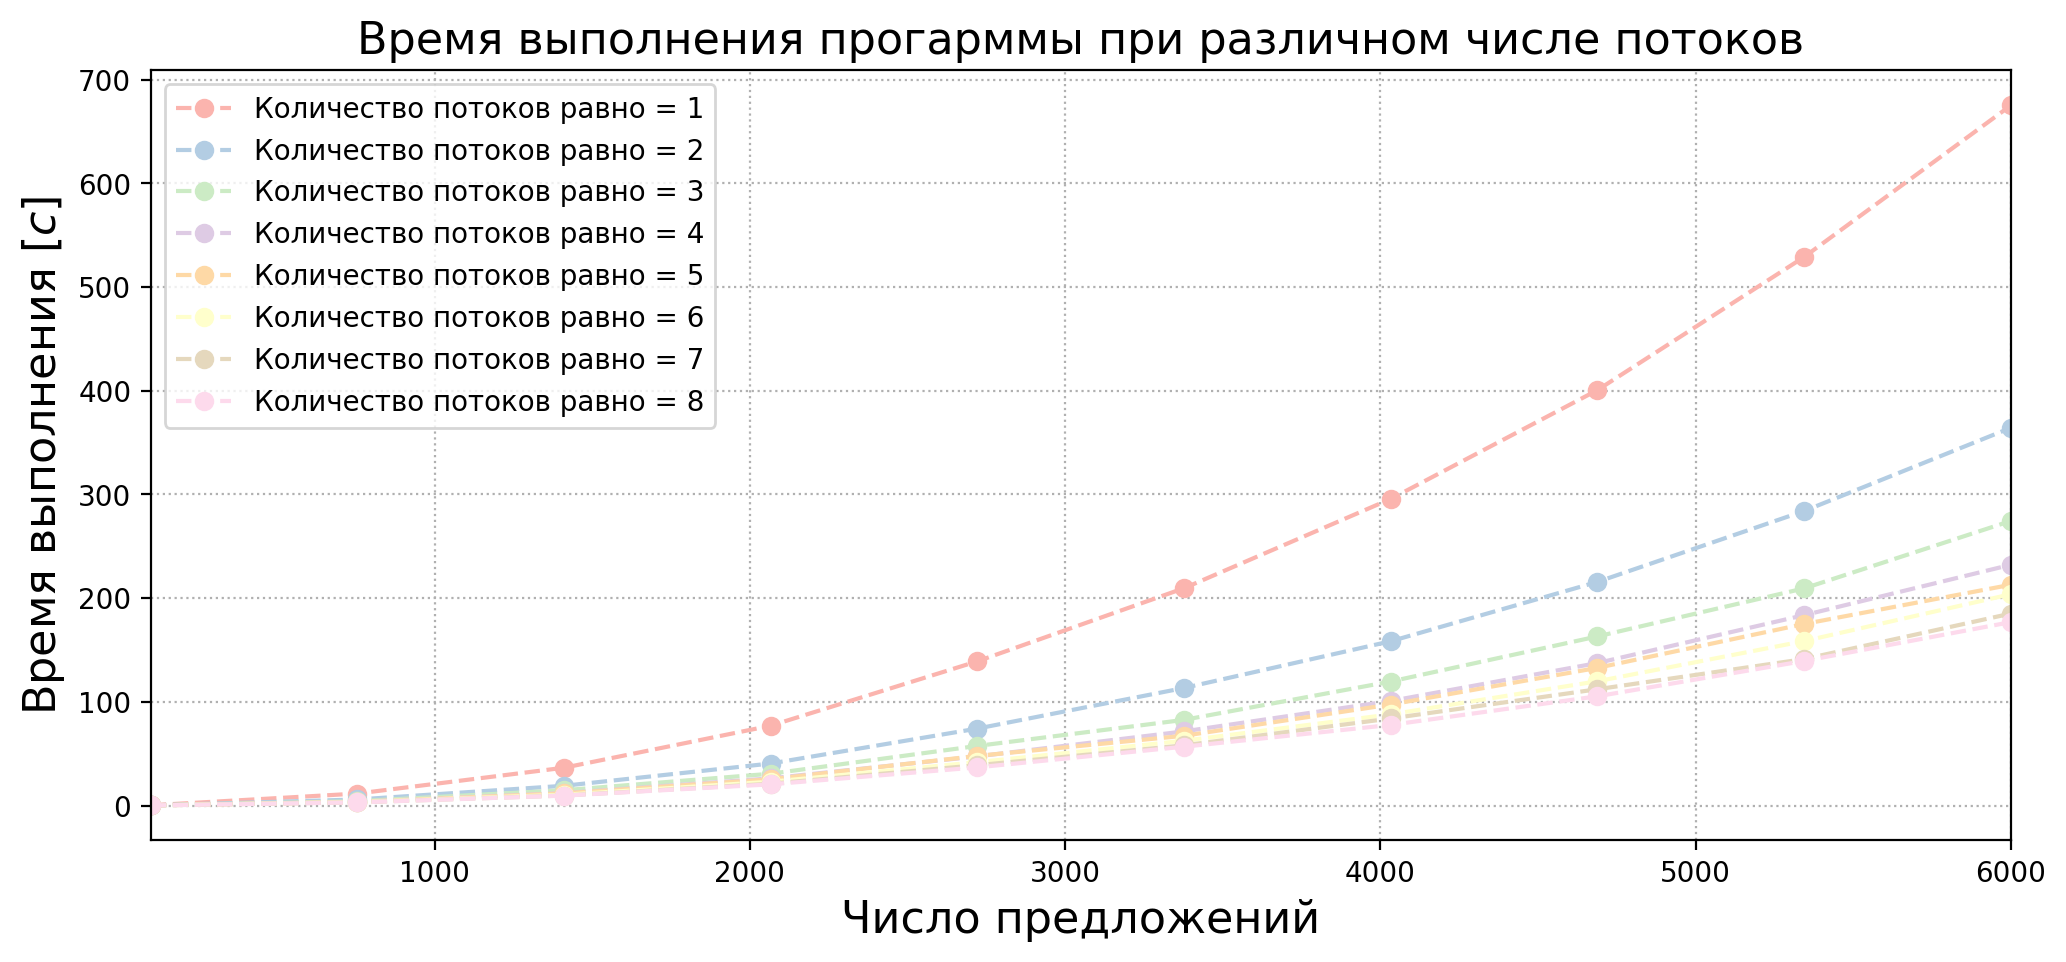 Время выполнения прогарммы при различном числе потоков
Время выполнения [c]
700
600
500
400
300
200
100
0
Количество потоков равно = 1
Количество потоков равно = 2
Количество потоков равно = 3
Количество потоков равно = 4
Количество потоков равно = 5
Количество потоков равно = 6
Количество потоков равно = 7
Количество потоков равно = 8
1000 2000 3000 4000 5000 6000
Число предложений